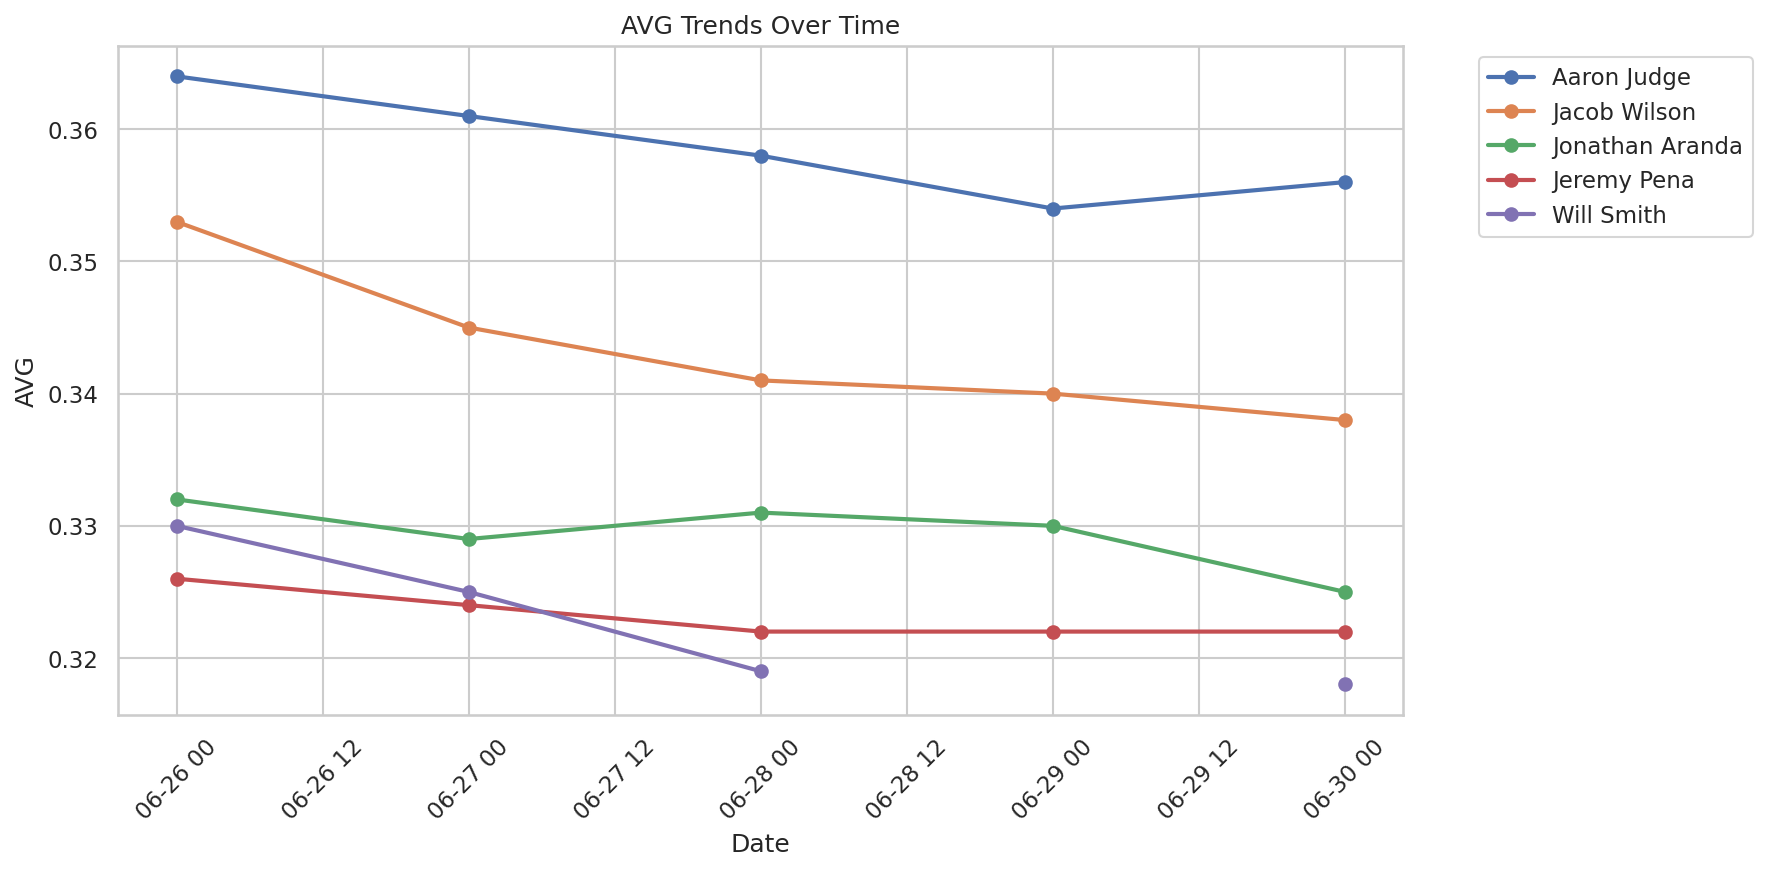 AVG Trends Over Time
AVG
0.36
0.35
0.34
0.33
0.32
06-26 00
06-26 12
06-27 00
06-27 12
06-28 00
06-28 12
06-29 00
06-29 12
06-30 00
Date
Aaron Judge
Jacob Wilson
Jonathan Aranda
Jeremy Pena
Will Smith